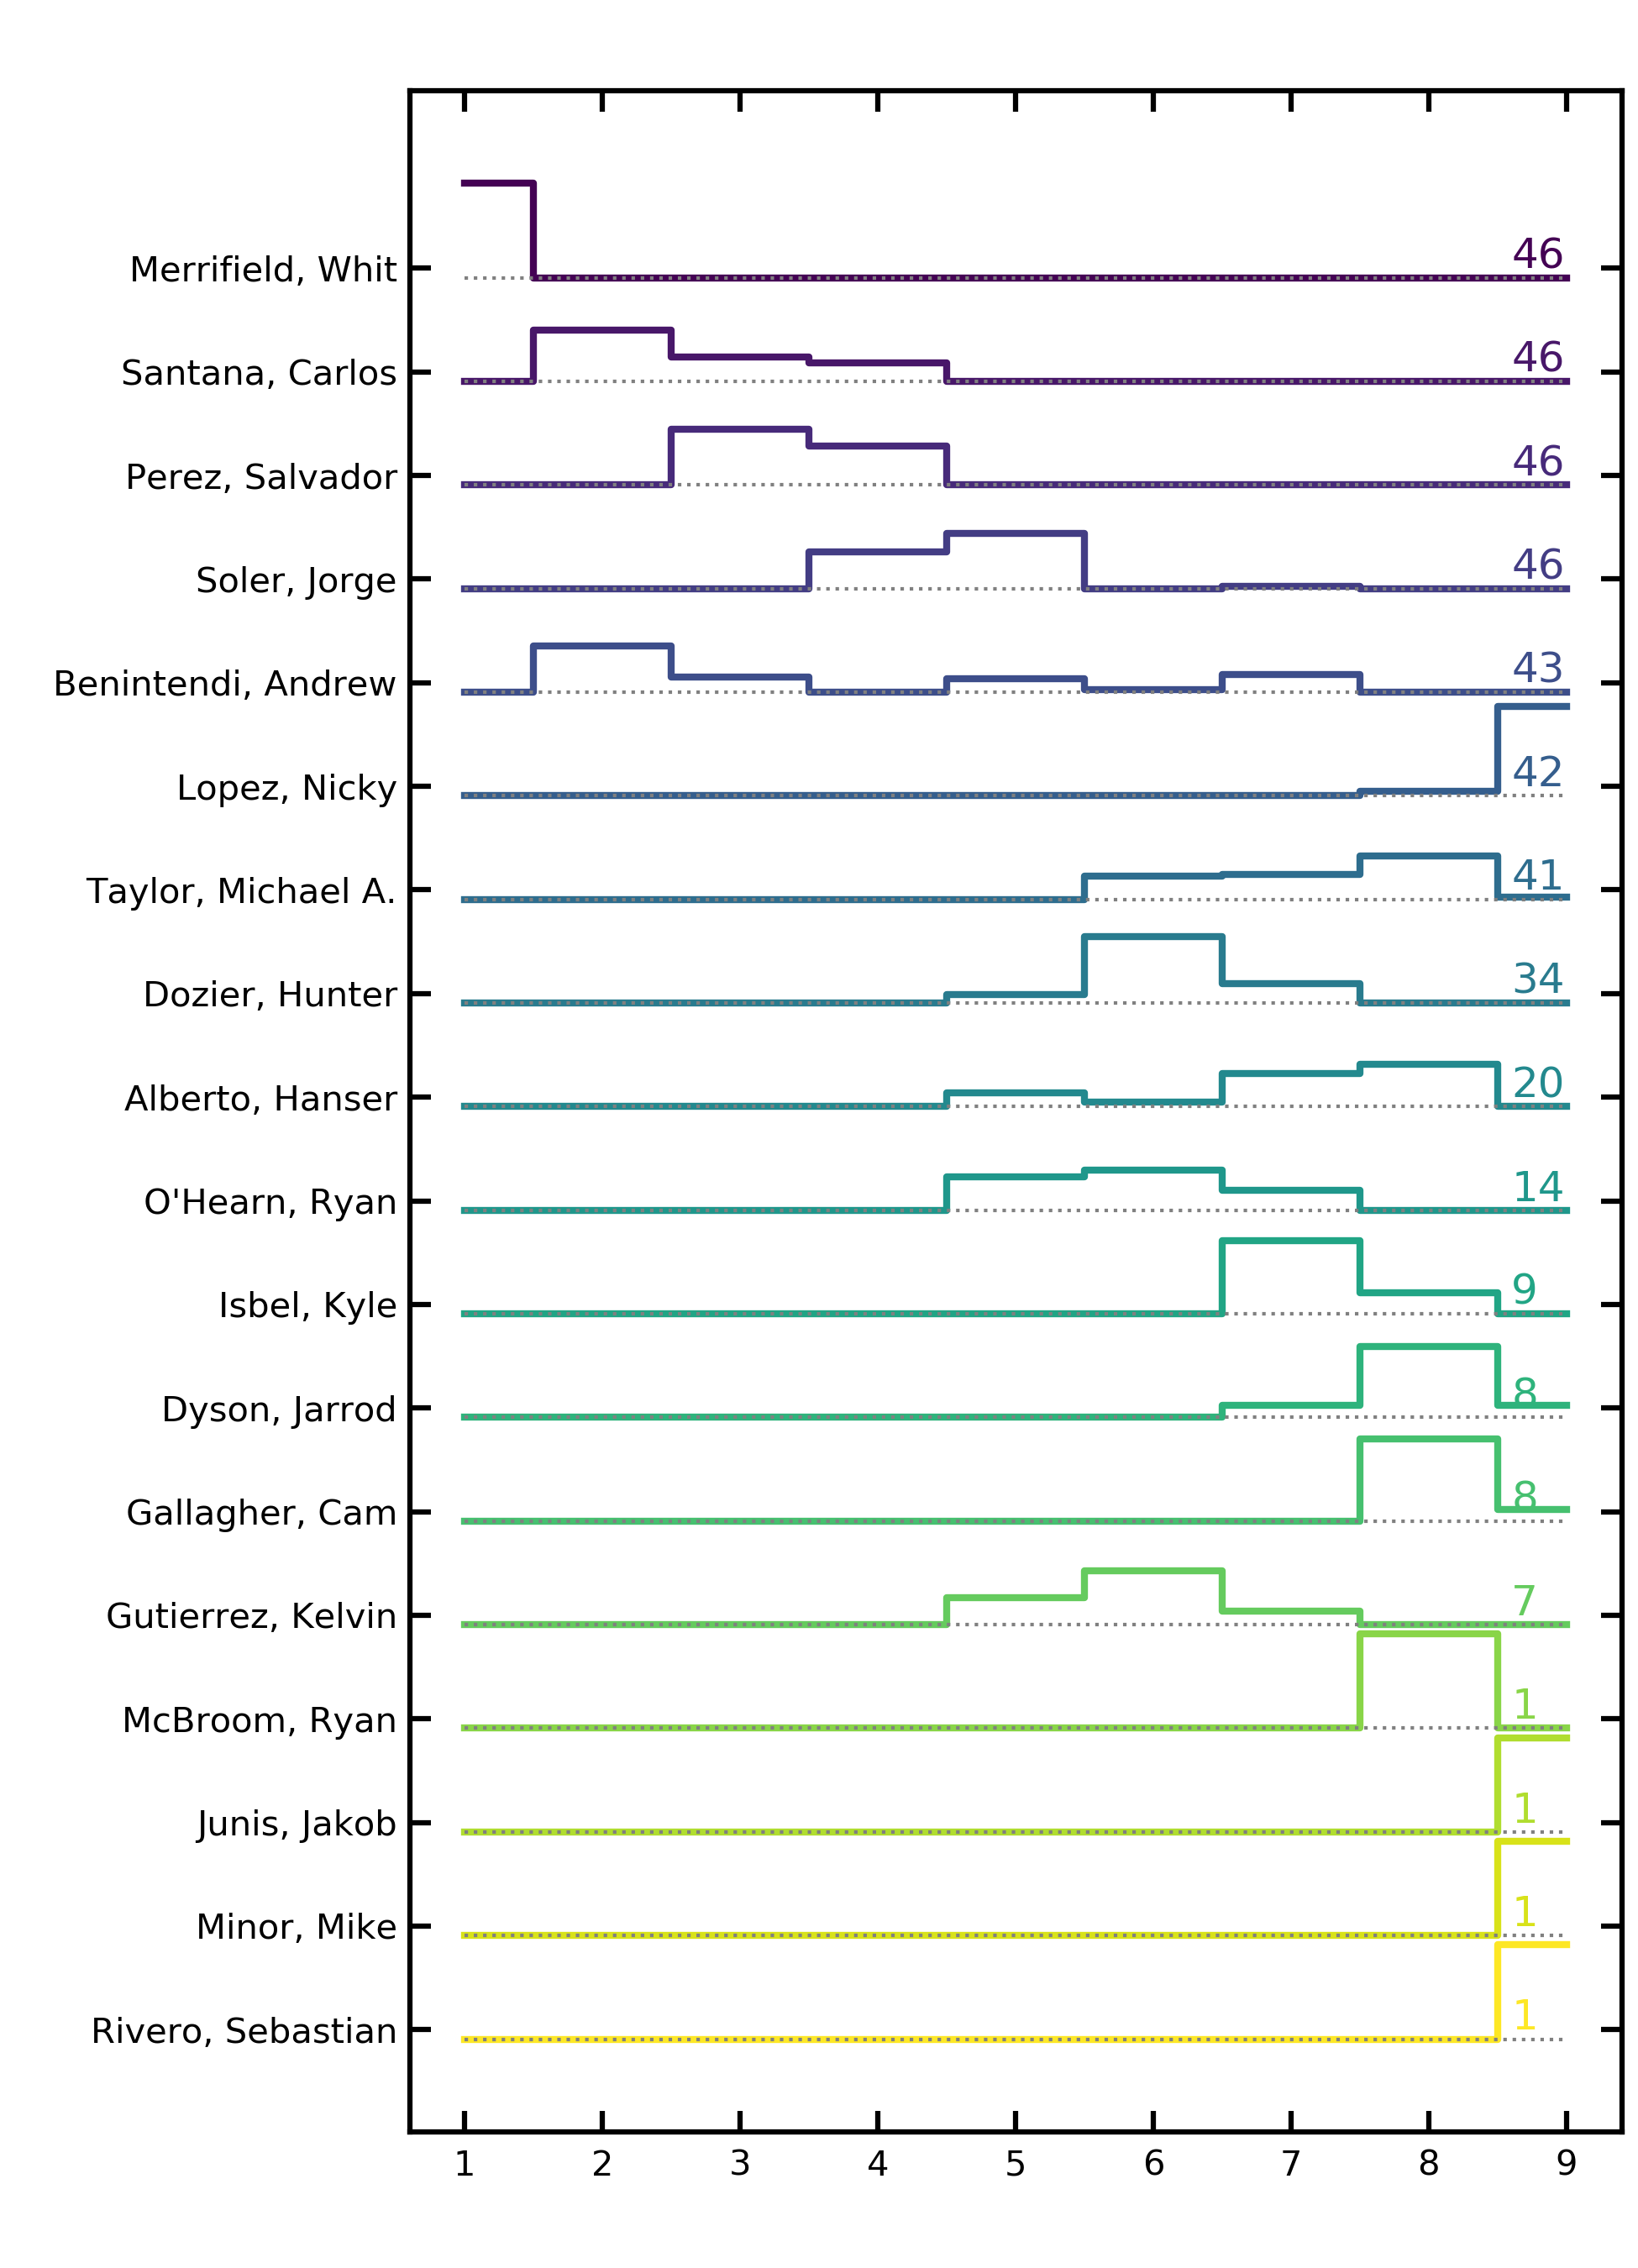 Merrifield, Whit 46
Santana, Carlos 46
Perez, Salvador 46
Soler, Jorge 46
Benintendi, Andrew 43
Lopez, Nicky 42
Taylor, Michael A. 41
Dozier, Hunter 34
Alberto, Hanser 20
O'Hearn, Ryan 14
Isbel, Kyle 9
Dyson, Jarrod 8
Gallagher, Cam 8
Gutierrez, Kelvin 7
McBroom, Ryan 1
Junis, Jakob 1
Minor, Mike 1
Rivero, Sebastian 1
1 2 3 4 5 6 7 8 9